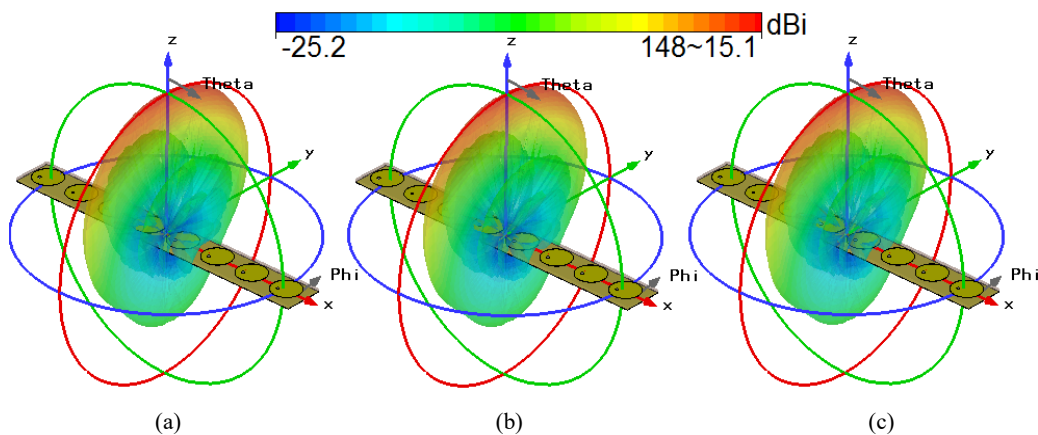 dBi
-25.2 148~15.1
z z z
Theta Theta Theta
y y y
Phi Phi Phi
x x x
(a) (b) (c)